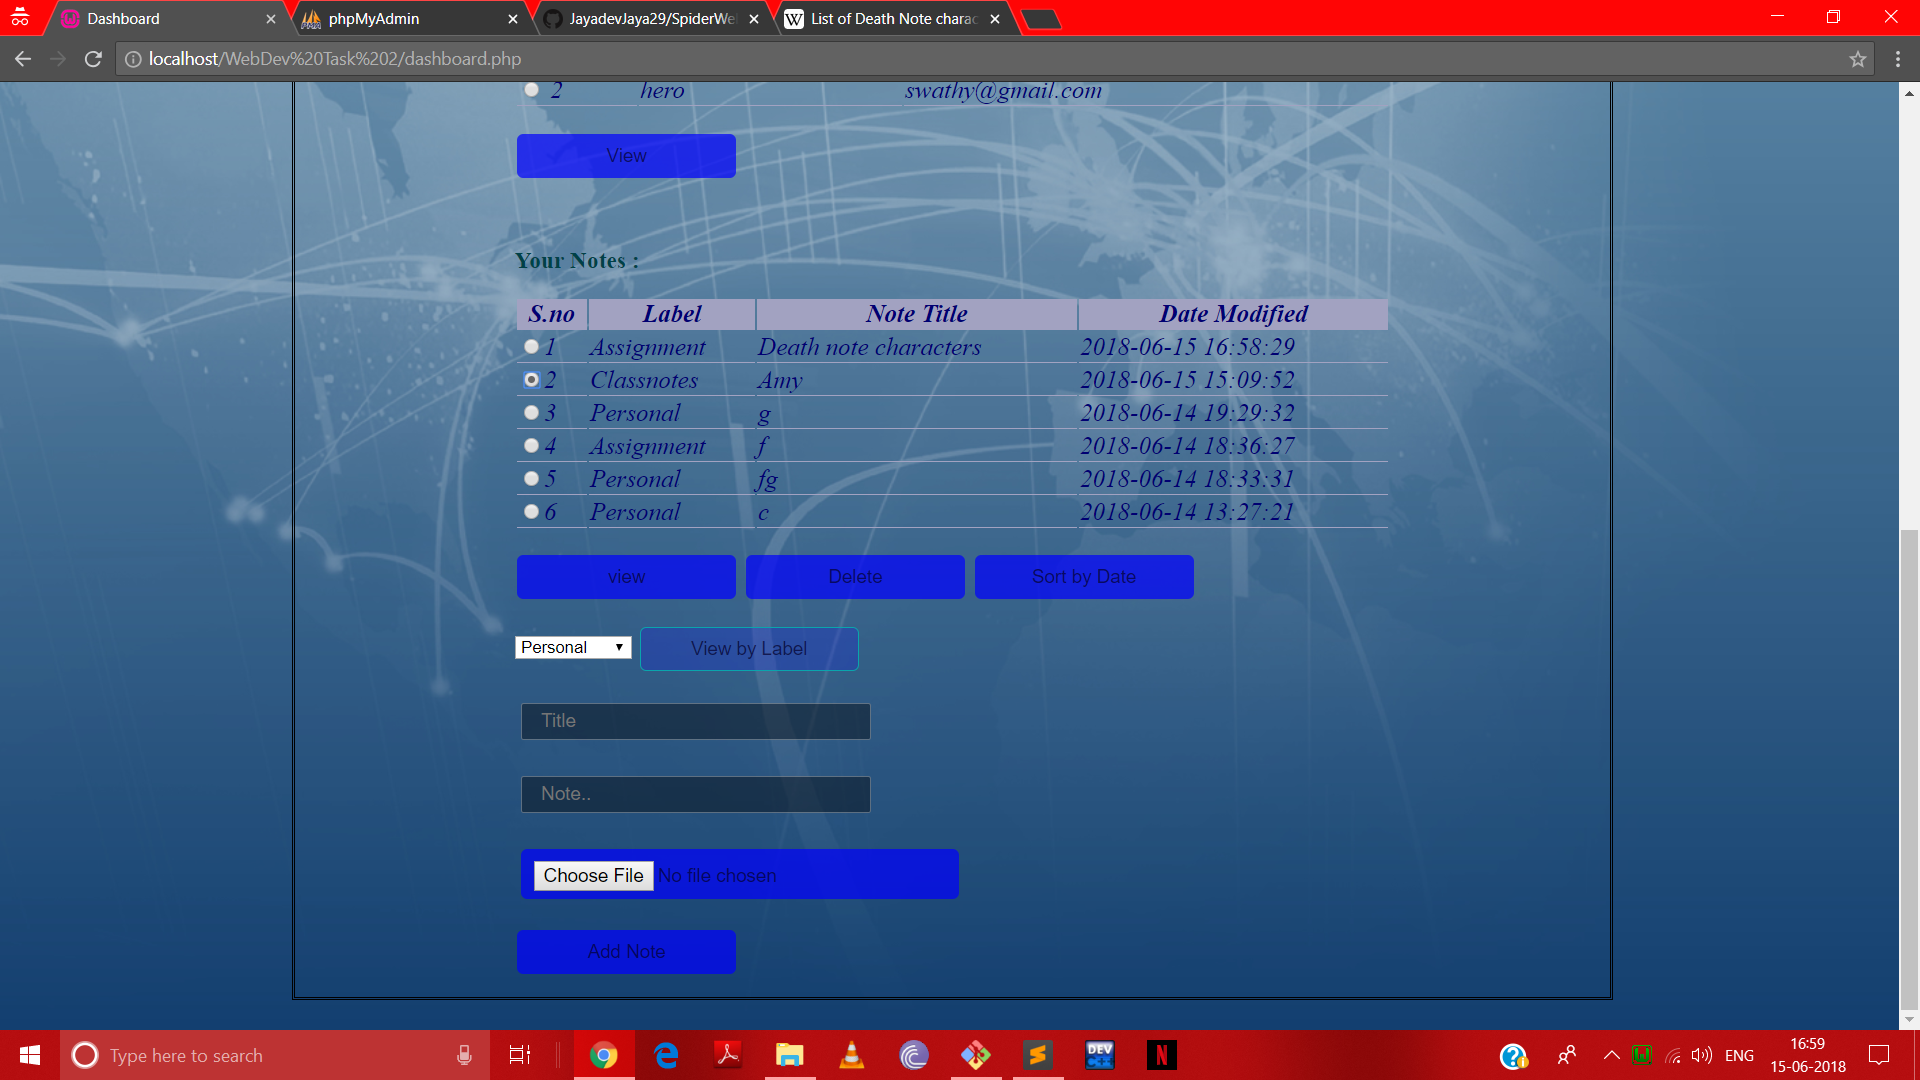 Dashboard
phpMyAdmin
JayadevJaya29/SpiderWe
List of Death Note charac
localhost/WebDev%20Task%202/dashboard.php
2 hero swathy@gmail.com
View
Your Notes :
S.no Label Note Title Date Modified
1 Assignment Death note characters 2018-06-15 16:58:29
2 Classnotes Amy 2018-06-15 15:09:52
3 Personal g 2018-06-14 19:29:32
4 Assignment f 2018-06-14 18:36:27
5 Personal fg 2018-06-14 18:33:31
6 Personal c 2018-06-14 13:27:21
view Delete Sort by Date
Personal View by Label
Title
Note..
Choose File No file chosen
Add Note
Type here to search
DEV C++
N
ENG
16:59
15-06-2018